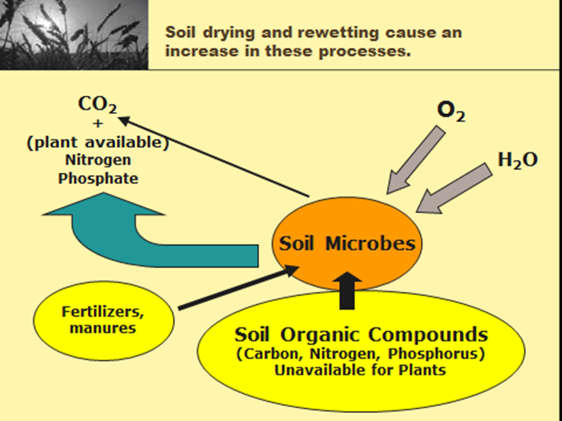 Soil drying and rewetting cause an
increase in these processes.
CO₂
+
(plant available)
Nitrogen
Phosphate
O₂
H₂O
Soil Microbes
Fertilizers,
manures
Soil Organic Compounds
(Carbon, Nitrogen, Phosphorus)
Unavailable for Plants